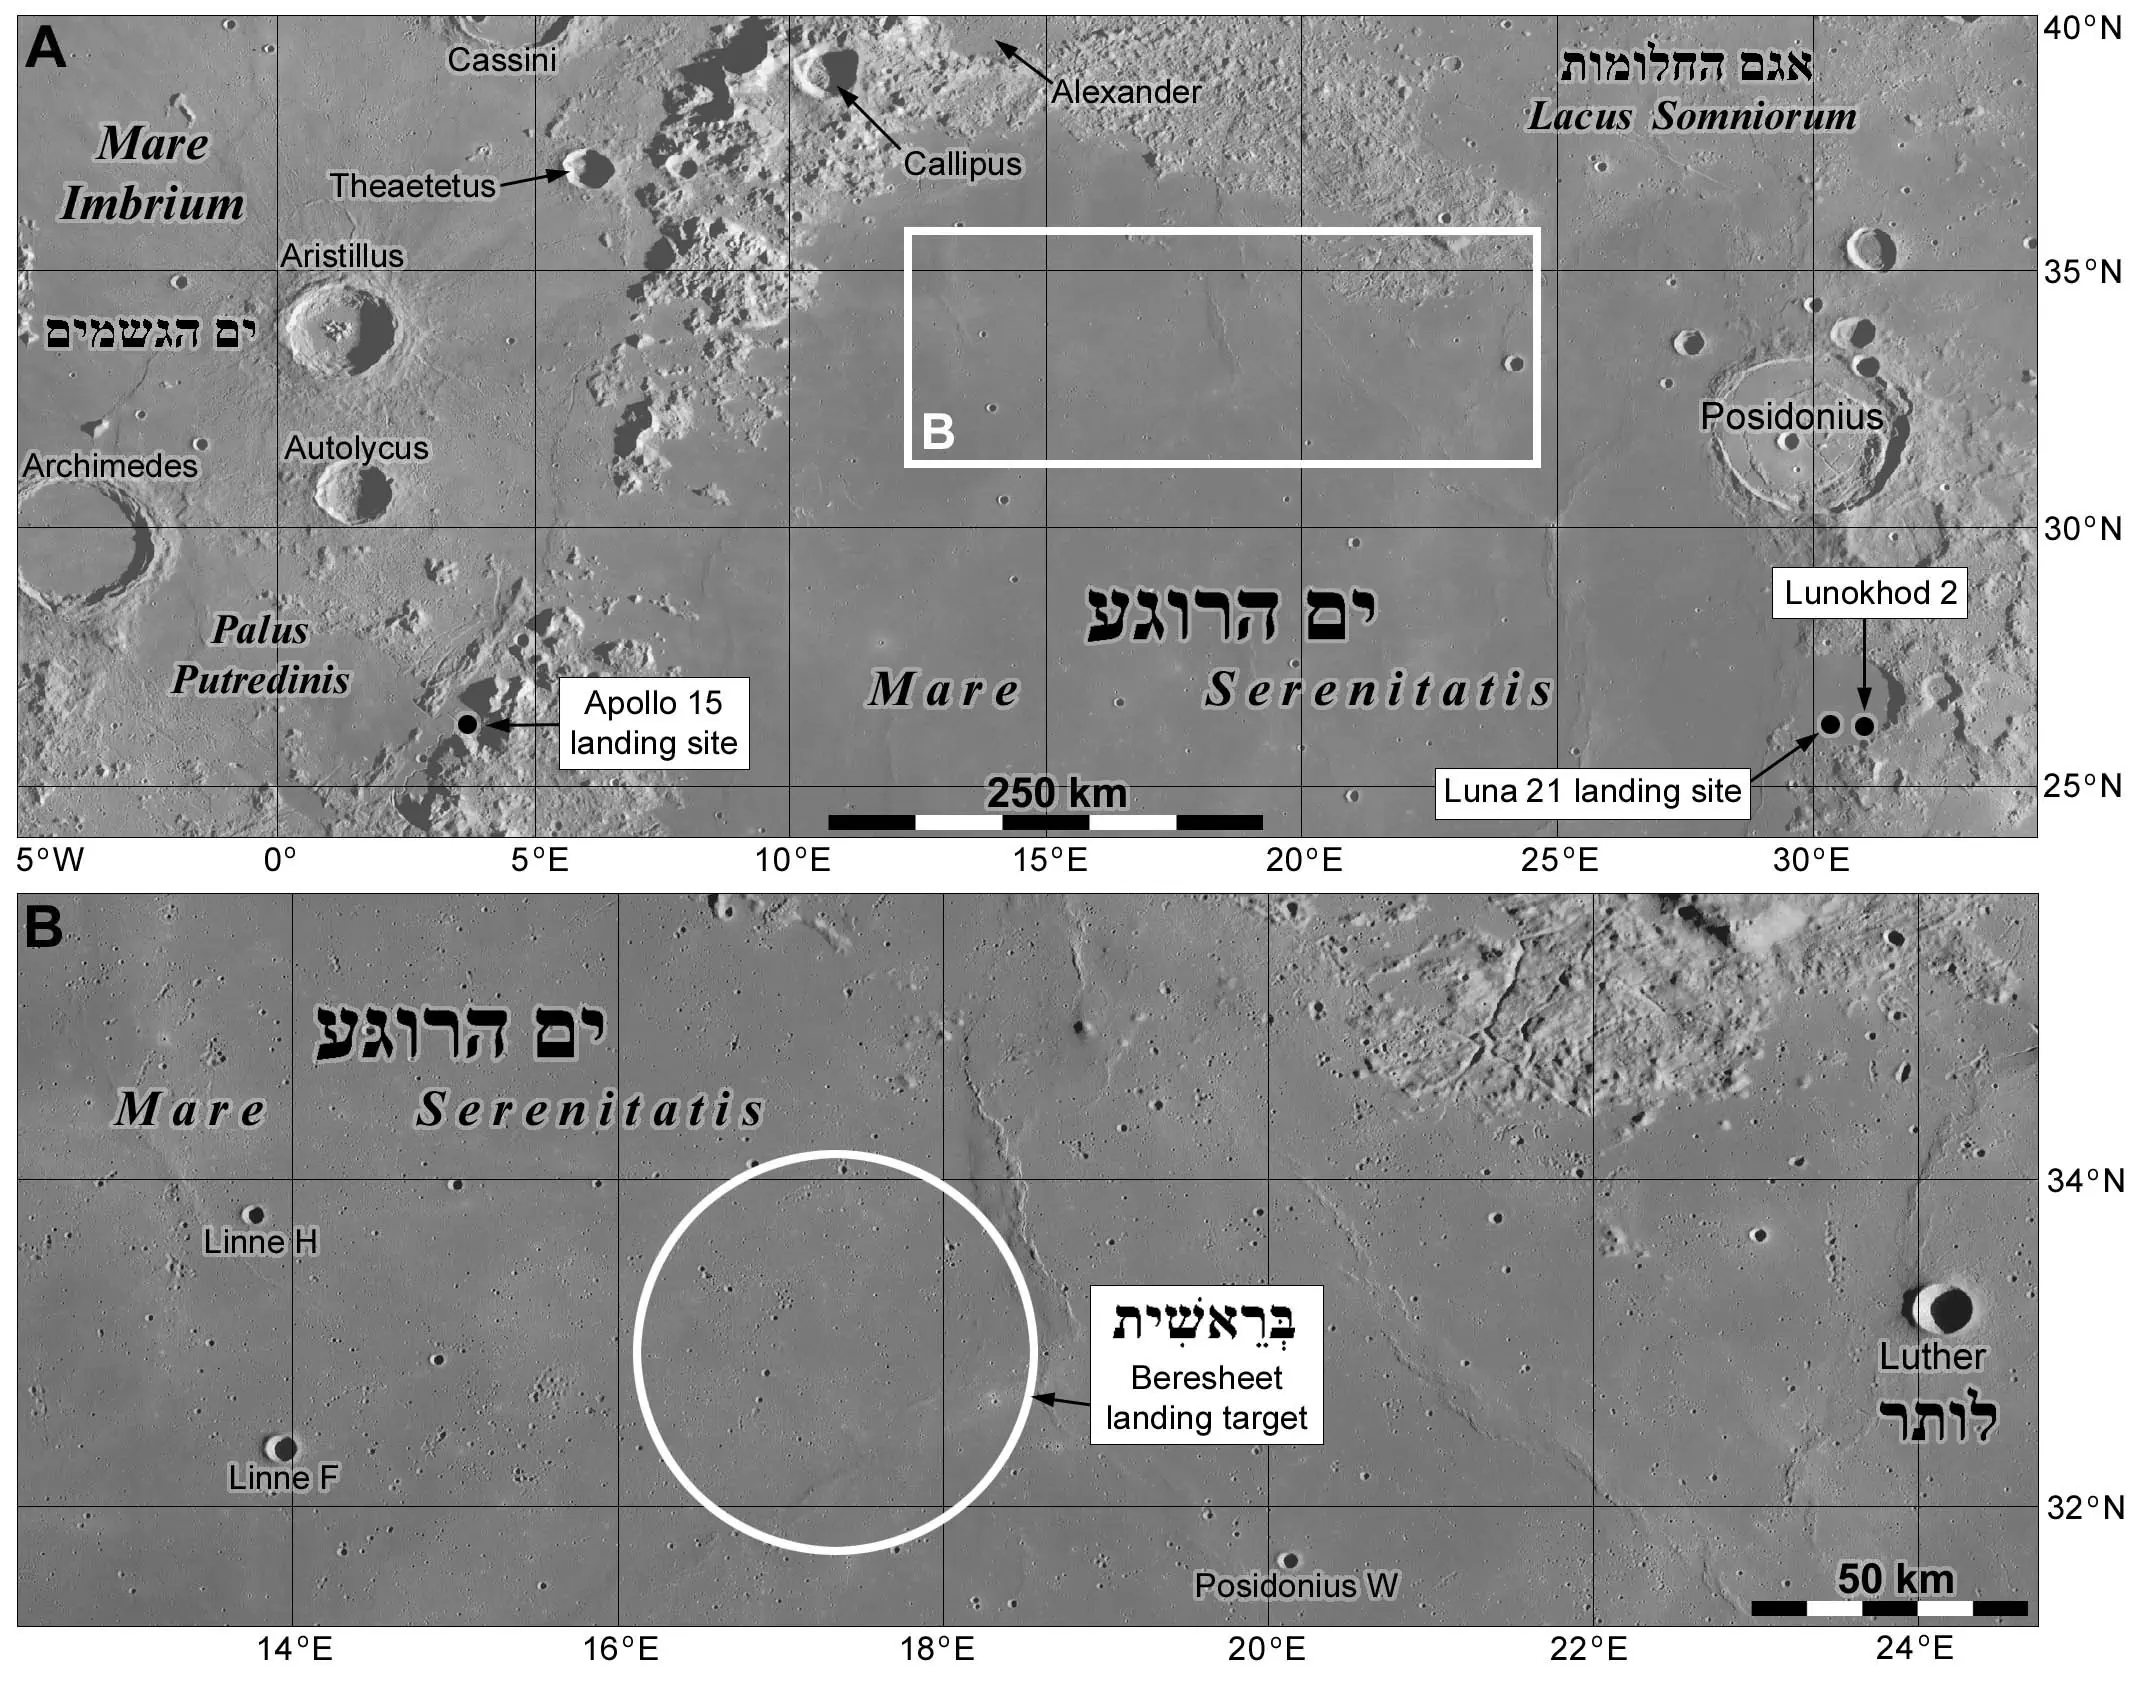 A
Cassini
Alexander
אגם החלומות
Lacus Somniorum
Mare
Imbrium
Theaetetus
Callipus
Aristillus
ים הגשמים
Archimedes
Autolycus
B
Posidonius
Palus
Putredinis
Apollo 15
landing site
ים הרוגע
Mare Serenitatis
Lunokhod 2
Luna 21 landing site
250 km
40°N
35°N
30°N
25°N
5°W 0° 5°E 10°E 15°E 20°E 25°E 30°E
B
ים הרוגע
Mare Serenitatis
Linne H
Linne F
בְּרֵאשִׁית
Beresheet
landing target
Luther
לותר
Posidonius W
50 km
34°N
32°N
14°E 16°E 18°E 20°E 22°E 24°E